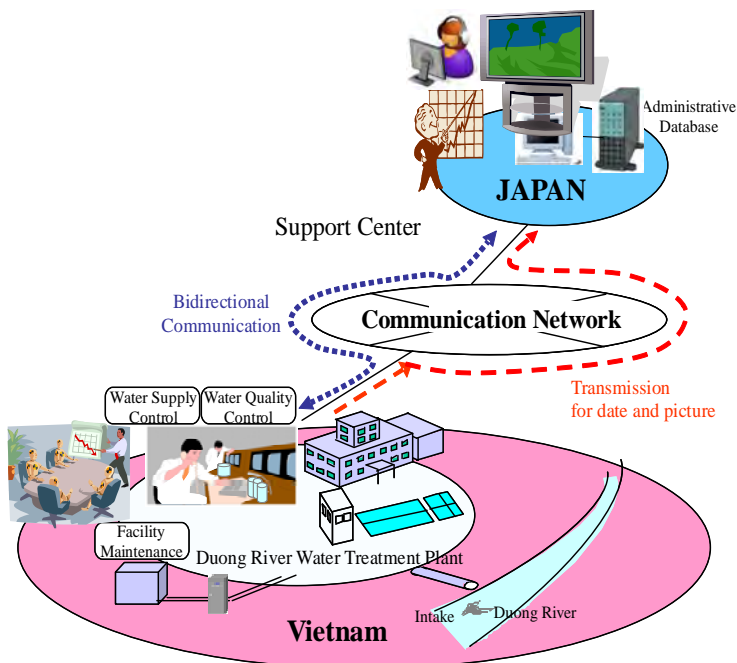 Administrative
Database
JAPAN
Support Center
Bidirectional
Communication
Communication Network
Transmission
for date and picture
Water Supply
Control
Water Quality
Control
Facility
Maintenance
Duong River Water Treatment Plant
Intake
Duong River
Vietnam